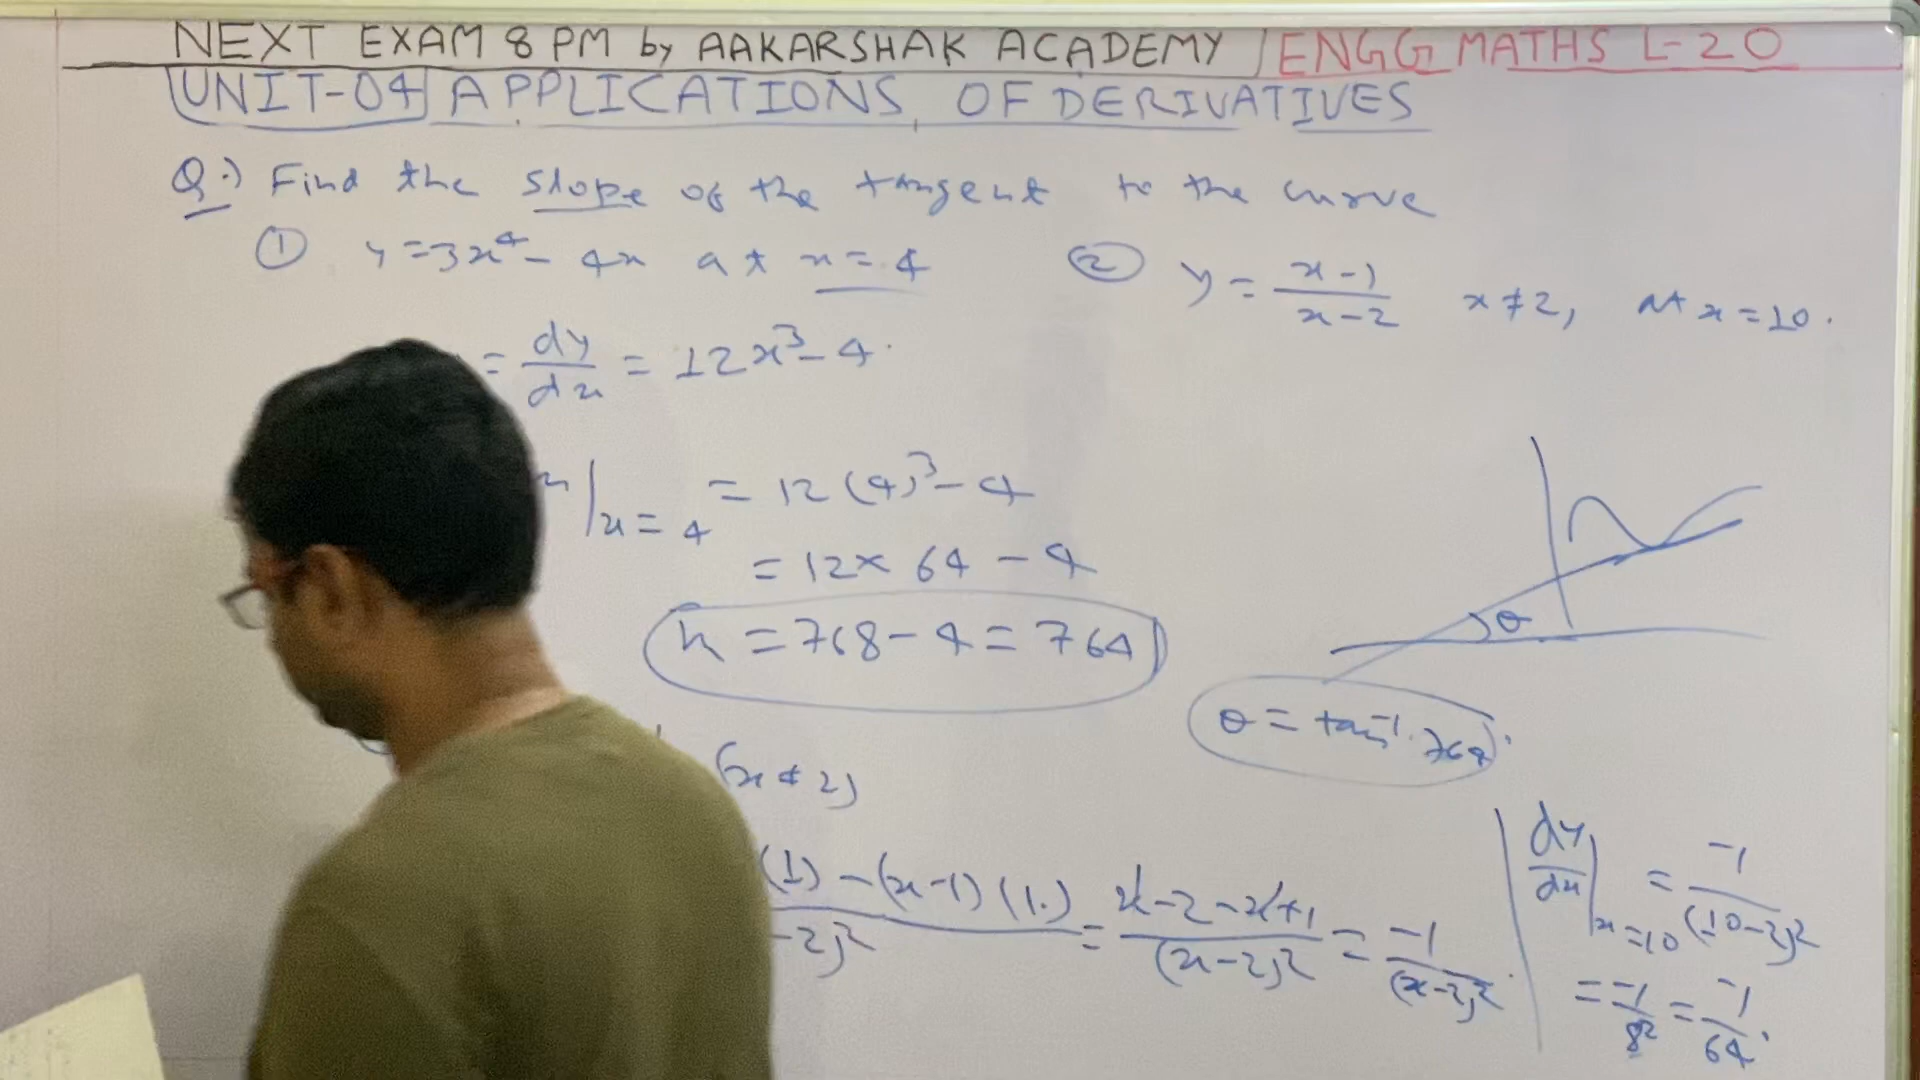 NEXT EXAM 8 PM by AAKARSHAK ACADEMY ENGG MATHS L-20
UNIT-04 APPLICATIONS OF DERIVATIVES
Q.) Find the slope of the tangent to the curve
① y = 3x⁴ - 4x at x = 4
② y = (x-1)/(x-2) x ≠ 2, at x = 10.
= dy/dx = 12x³ - 4.
|x = 4 = 12(4)³ - 4
= 12 × 64 - 4
m = 768 - 4 = 764
θ
θ = tan⁻¹ 764.
(x ≠ 2)
(1) - (x-1)(1.) / -2)² = x-2-x+1 / (x-2)² = -1/(x-2)².
dy/dx |x=10 = -1/(10-2)²
= -1/8² = -1/64.